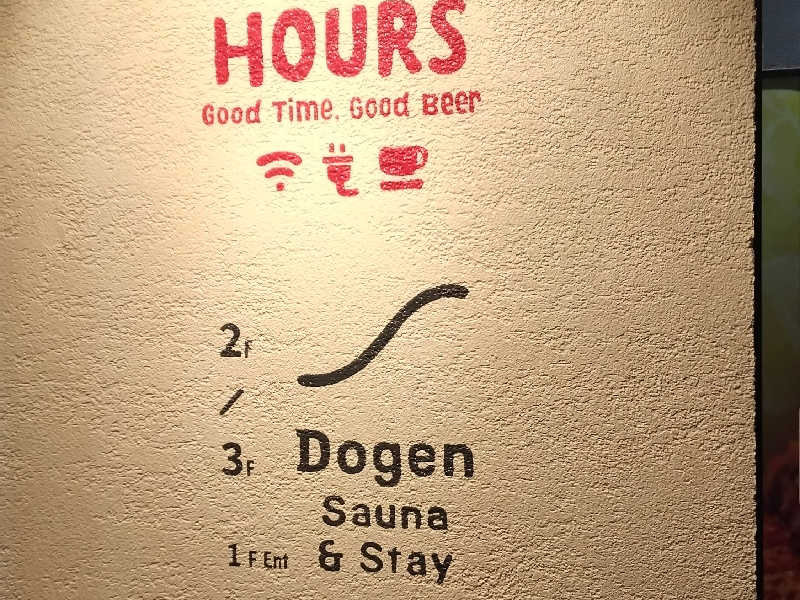 HOURS
Good Time. Good Beer
2F
/
3F
Dogen
Sauna
1F Ent & Stay